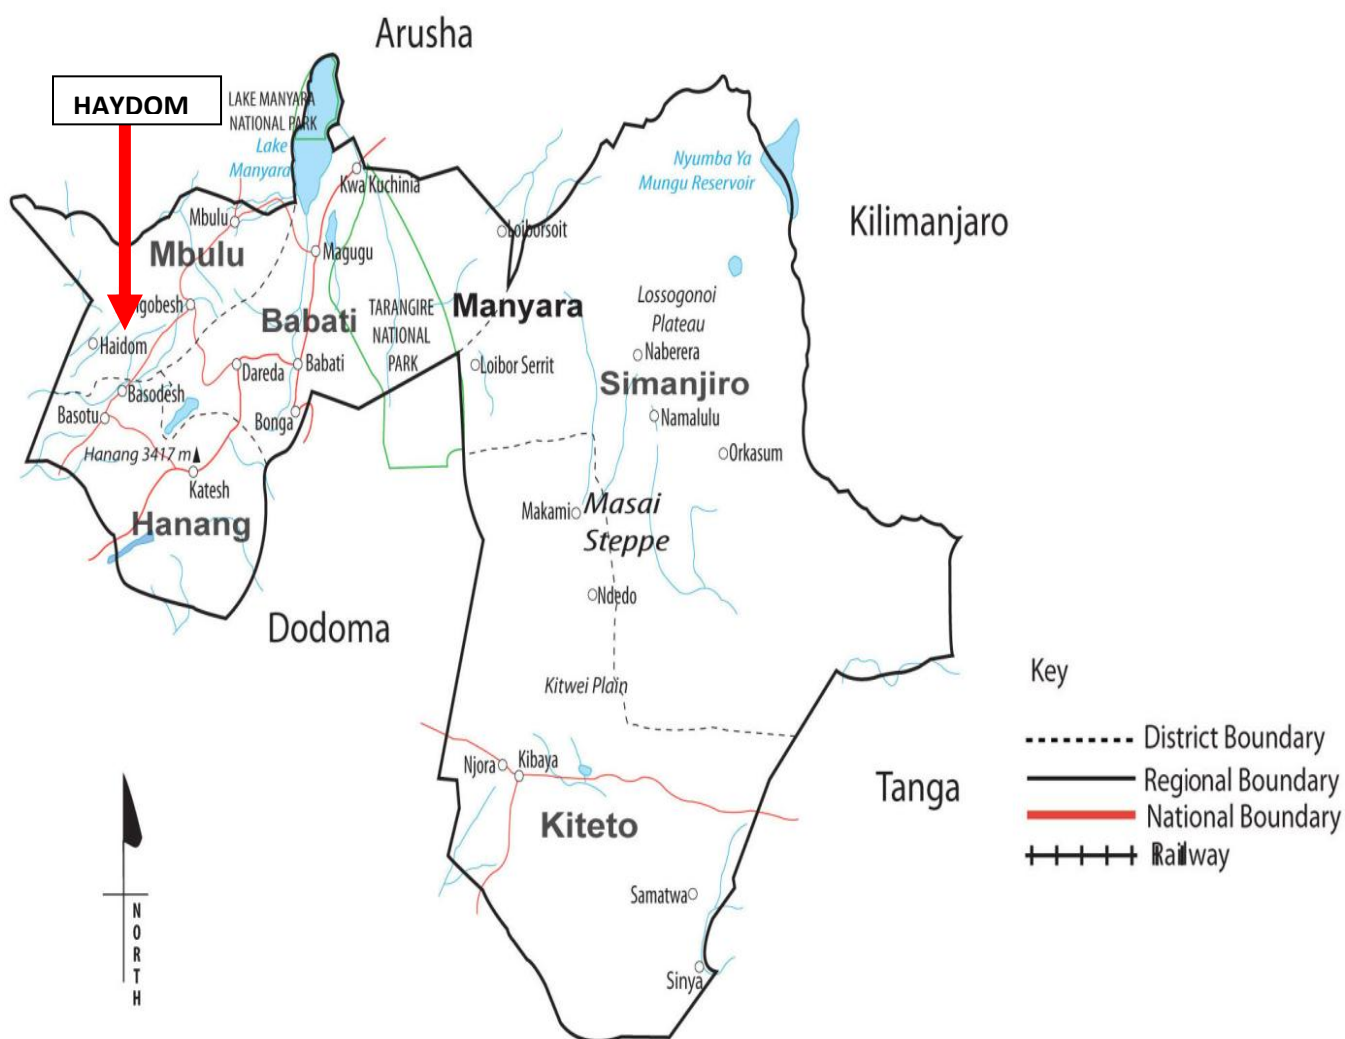 Arusha
HAYDOM
LAKE MANYARA
NATIONAL PARK
Lake
Manyara
Nyumba Ya
Mungu Reservoir
Kwa Kuchinia
Kilimanjaro
Mbulu
Loiborsoit
Mbulu
Magugu
Lossogonoi
Plateau
gobesh
Babati
TARANGIRE
NATIONAL
PARK
Manyara
Haidom
Naberera
Dareda
Babati
Loibor Serrit
Simanjiro
Basodesh
Basotu
Bonga
Namalulu
Hanang 3417 m
Orkasum
Katesh
Hanang
Makami
Masai
Steppe
Ndedo
Dodoma
Kitwei Plain
Key
District Boundary
Regional Boundary
National Boundary
Railway
Njora
Kibaya
Tanga
Kiteto
Samatwa
Sinya
NORTH